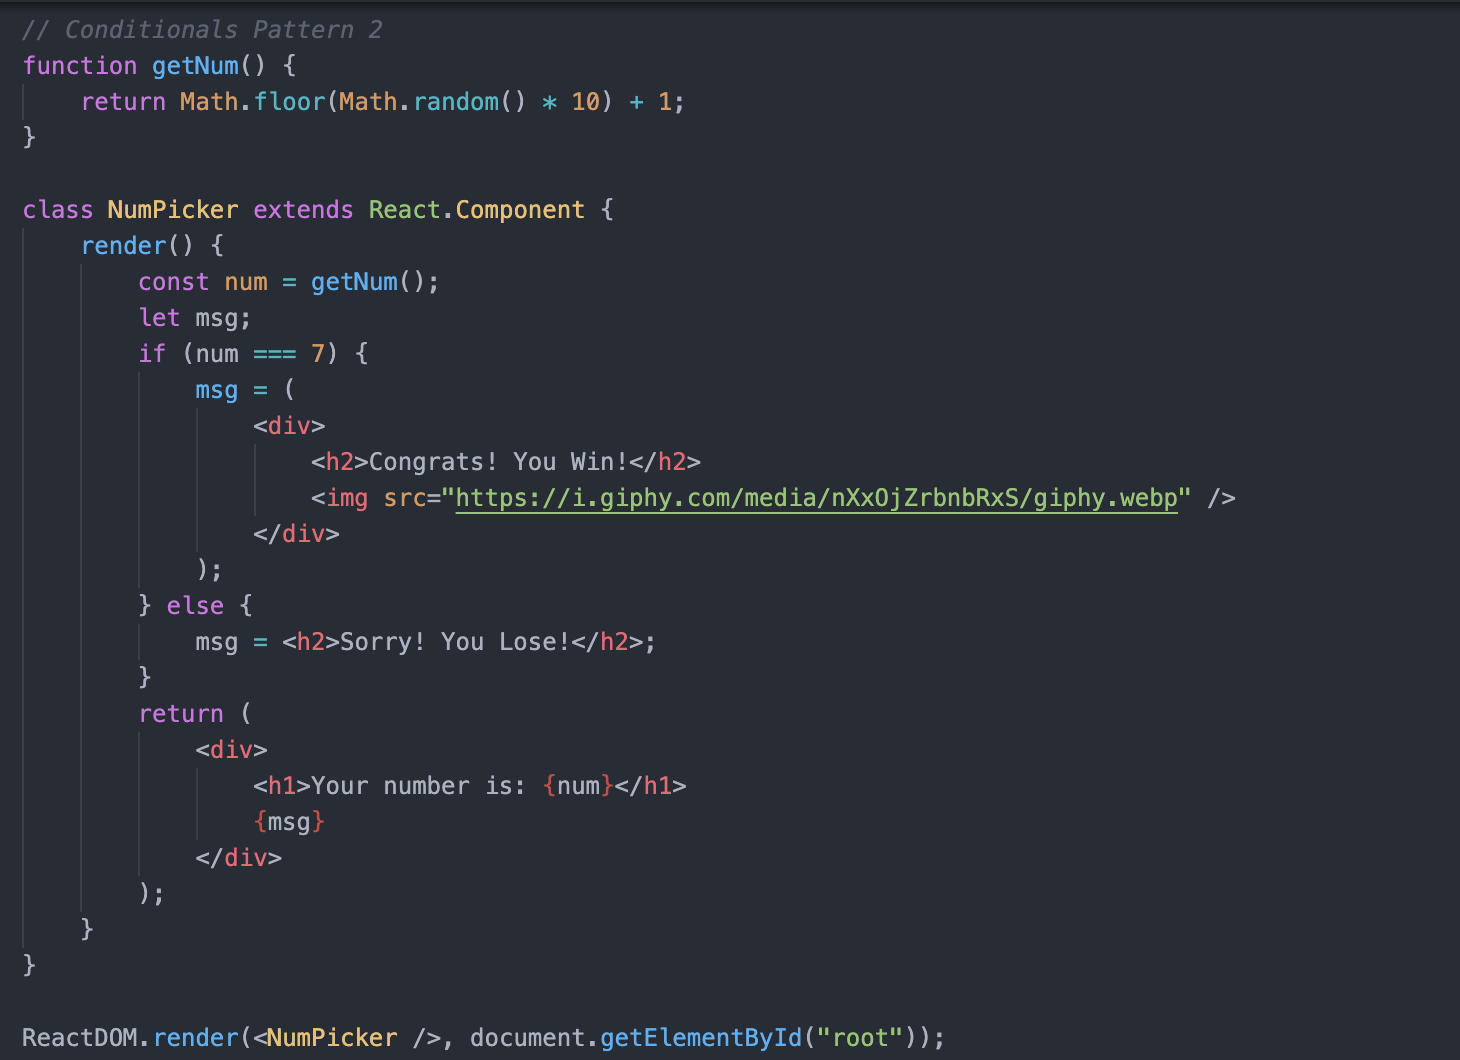 // Conditionals Pattern 2
function getNum() {
    return Math.floor(Math.random() * 10) + 1;
}

class NumPicker extends React.Component {
    render() {
        const num = getNum();
        let msg;
        if (num === 7) {
            msg = (
                <div>
                    <h2>Congrats! You Win!</h2>
                    <img src="https://i.giphy.com/media/nXxOjZrbnbRxS/giphy.webp" />
                </div>
            );
        } else {
            msg = <h2>Sorry! You Lose!</h2>;
        }
        return (
            <div>
                <h1>Your number is: {num}</h1>
                {msg}
            </div>
        );
    }
}

ReactDOM.render(<NumPicker />, document.getElementById("root"));